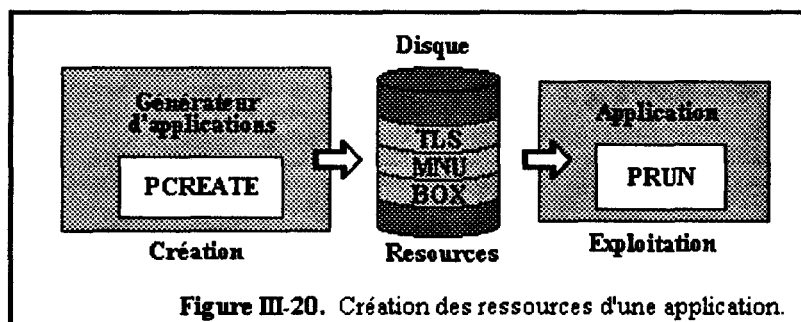 Disque
Générateur
d'applications
PCREATE
Création
TLS
MNU
BOX
Resources
Application
PRUN
Exploitation
Figure III-20. Création des ressources d'une application.